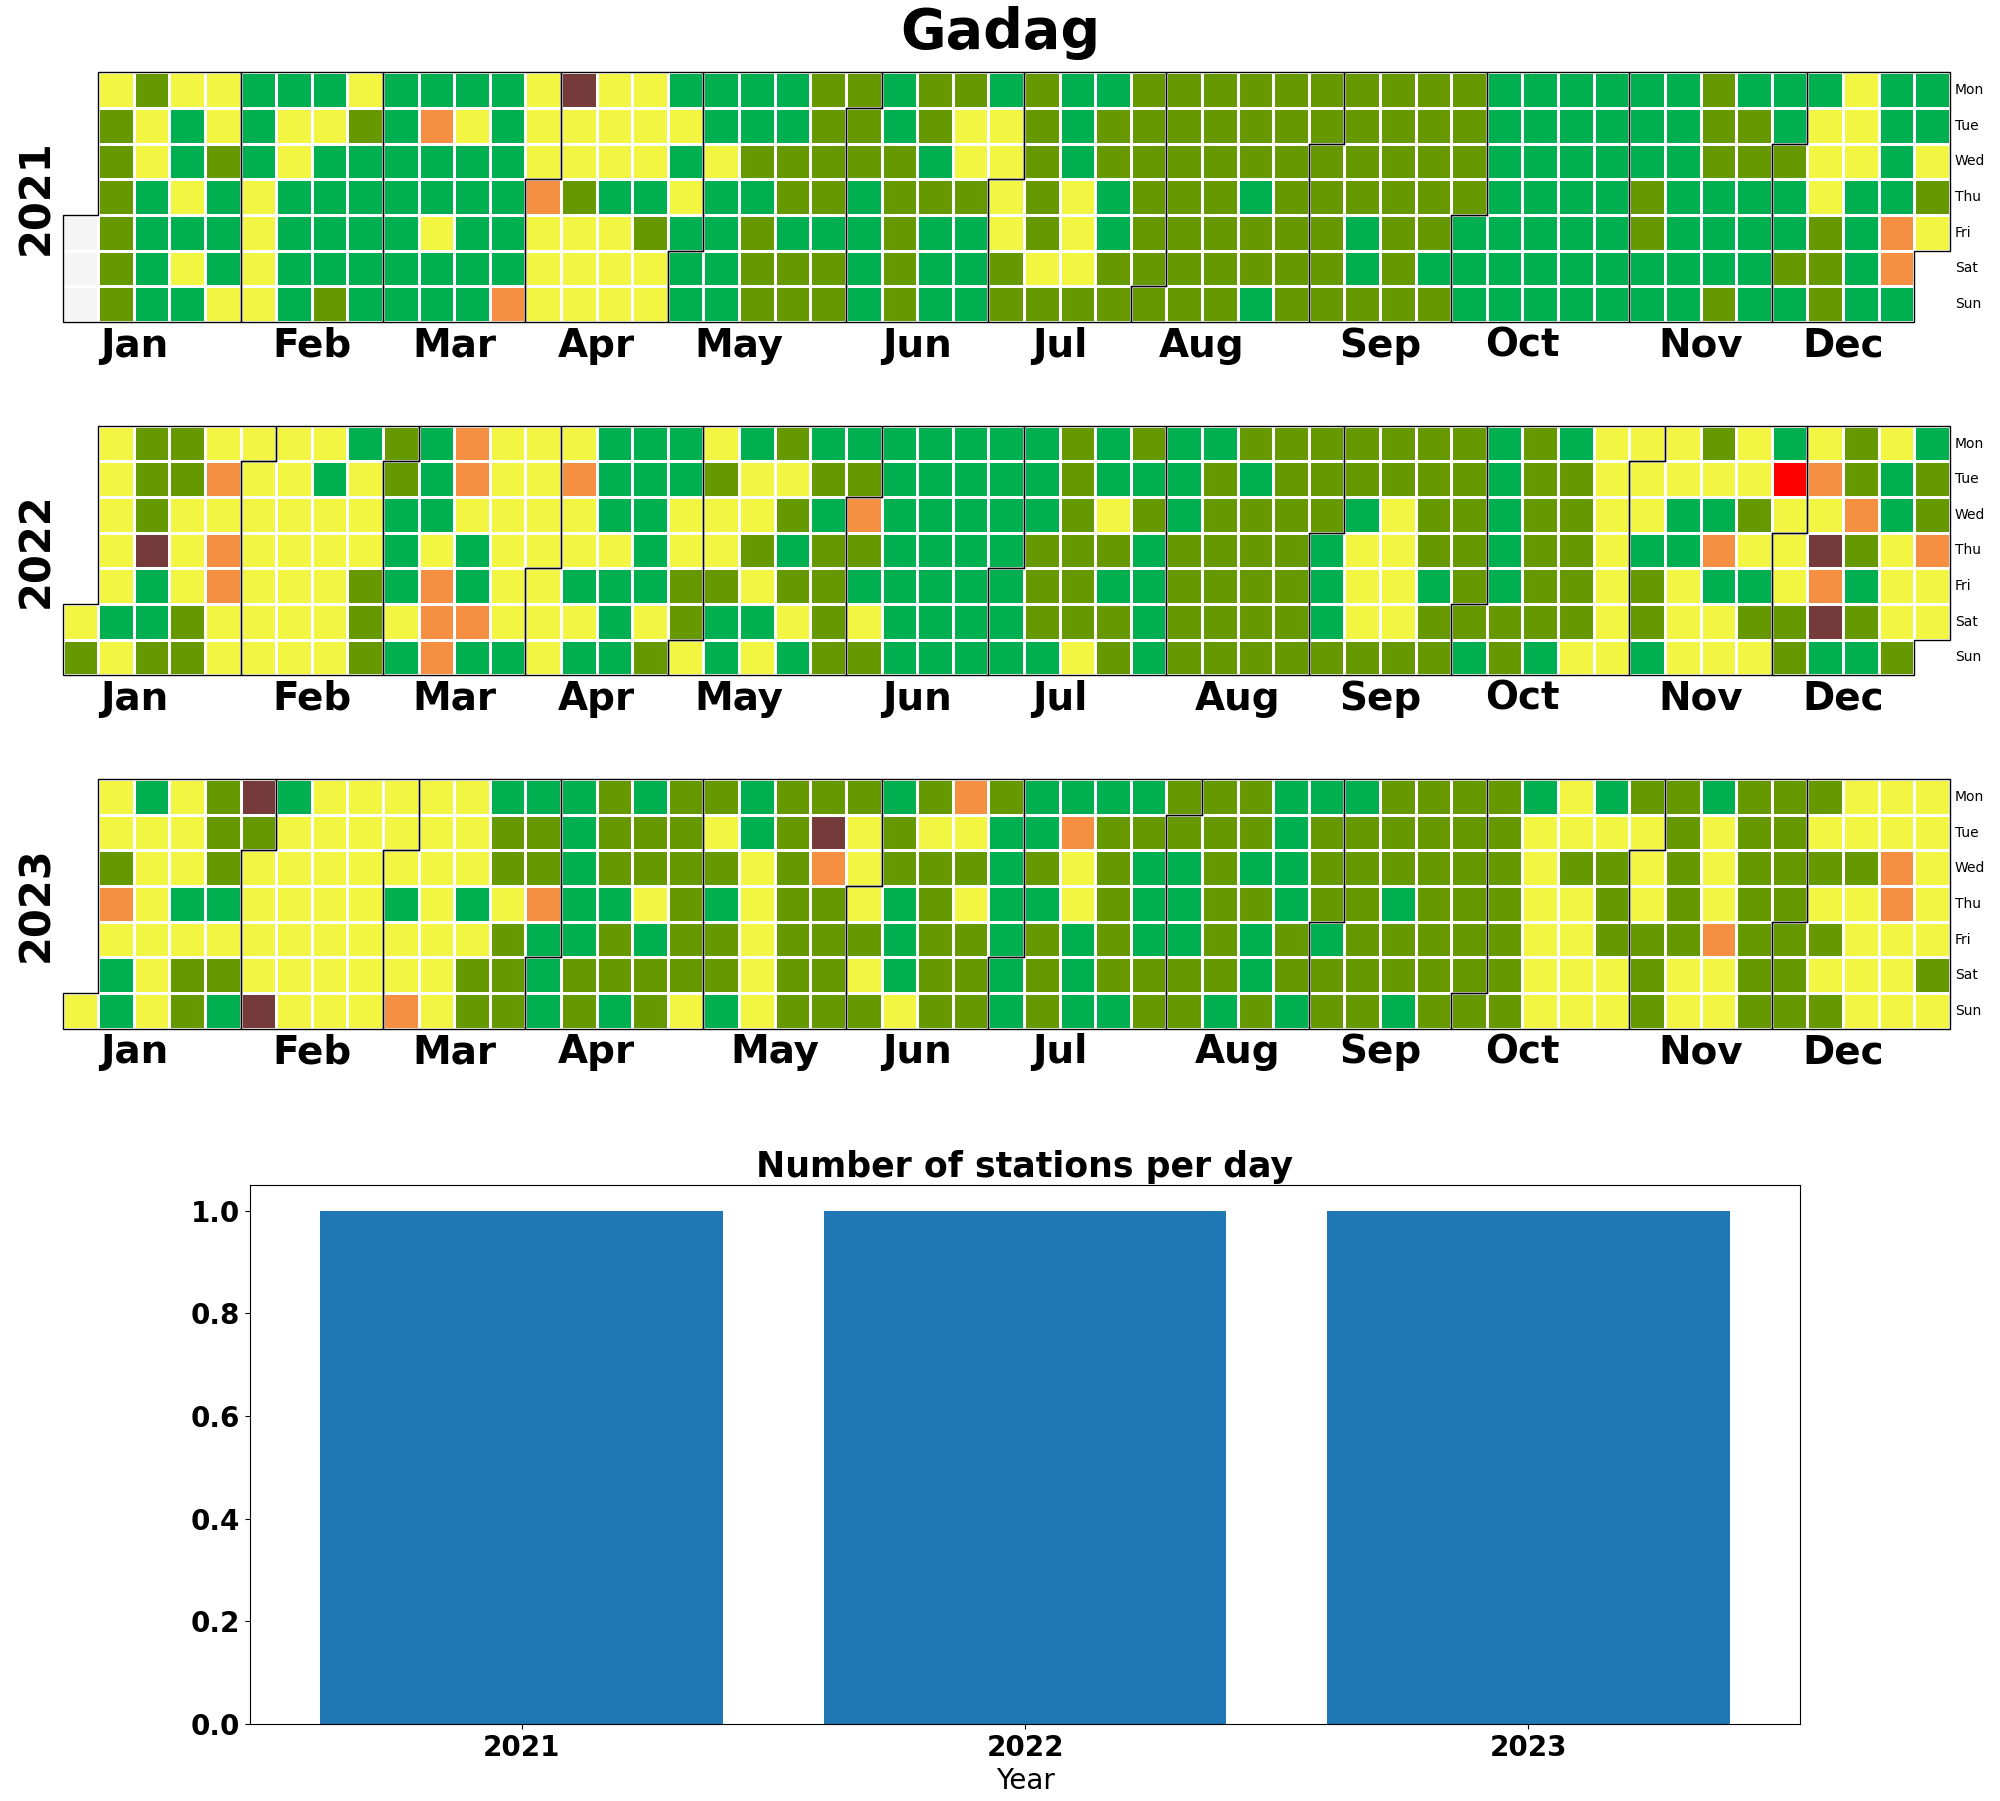 Gadag
2021
Mon
Tue
Wed
Thu
Fri
Sat
Sun
Jan Feb Mar Apr May Jun Jul Aug Sep Oct Nov Dec
2022
Mon
Tue
Wed
Thu
Fri
Sat
Sun
Jan Feb Mar Apr May Jun Jul Aug Sep Oct Nov Dec
2023
Mon
Tue
Wed
Thu
Fri
Sat
Sun
Jan Feb Mar Apr May Jun Jul Aug Sep Oct Nov Dec
Number of stations per day
1.0
0.8
0.6
0.4
0.2
0.0
2021 2022 2023
Year